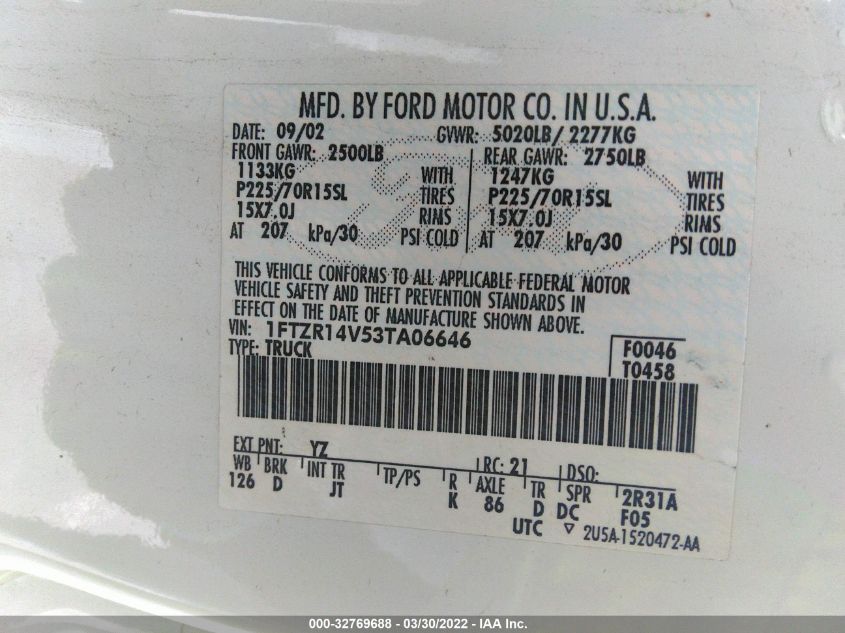 MFD. BY FORD MOTOR CO. IN U.S.A.
DATE: 09/02 GVWR: 5020LB/ 2277KG
FRONT GAWR: 2500LB REAR GAWR: 2750LB
1133KG WITH 1247KG WITH
P225/70R15SL TIRES P225/70R15SL TIRES
15X7.0J RIMS 15X7.0J RIMS
AT 207 kPa/30 PSI COLD AT 207 kPa/30 PSI COLD
THIS VEHICLE CONFORMS TO ALL APPLICABLE FEDERAL MOTOR
VEHICLE SAFETY AND THEFT PREVENTION STANDARDS IN
EFFECT ON THE DATE OF MANUFACTURE SHOWN ABOVE.
VIN: 1FTZR14V53TA06646
TYPE: TRUCK F0046
T0458
EXT PNT: YZ RC: 21 DSO:
WB BRK INT TR TP/PS R AXLE TR SPR 2R31A
126 D JT K 86 D DC F05
UTC ▽ 2U5A-1520472-AA
000-32769688 - 03/30/2022 - IAA Inc.